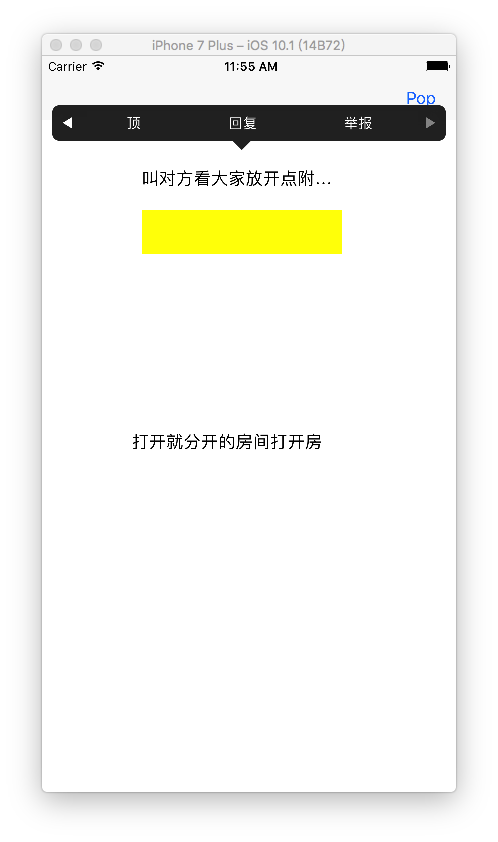 iPhone 7 Plus – iOS 10.1 (14B72)
Carrier 11:55 AM
Pop
顶 回复 举报
叫对方看大家放开点附...
打开就分开的房间打开房